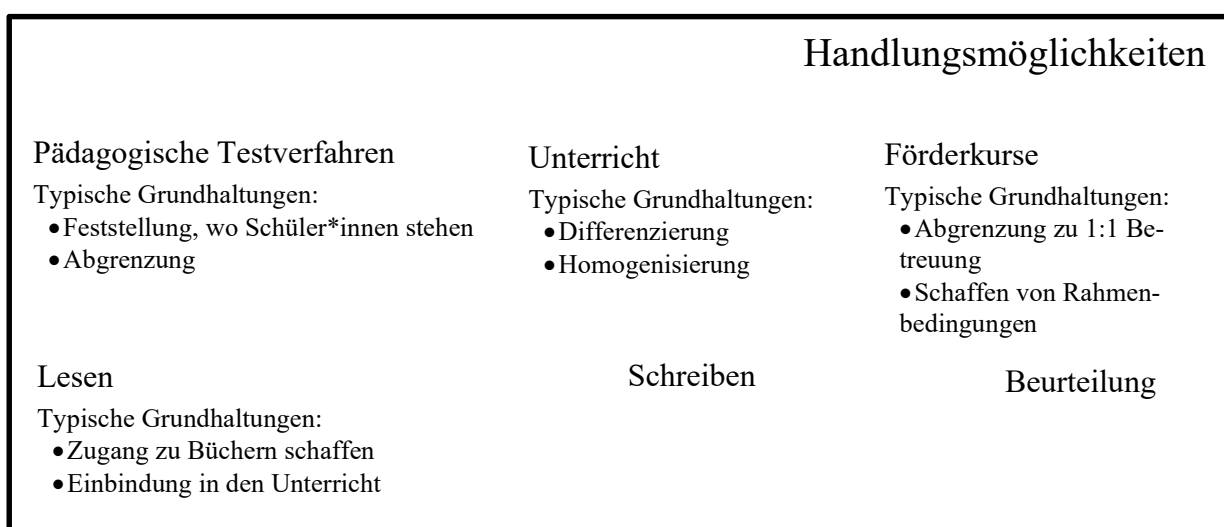 Handlungsmöglichkeiten
Pädagogische Testverfahren
Typische Grundhaltungen:
•Feststellung, wo Schüler*innen stehen
•Abgrenzung
Unterricht
Typische Grundhaltungen:
•Differenzierung
•Homogenisierung
Förderkurse
Typische Grundhaltungen:
•Abgrenzung zu 1:1 Be-
treuung
•Schaffen von Rahmen-
bedingungen
Lesen
Typische Grundhaltungen:
•Zugang zu Büchern schaffen
•Einbindung in den Unterricht
Schreiben
Beurteilung